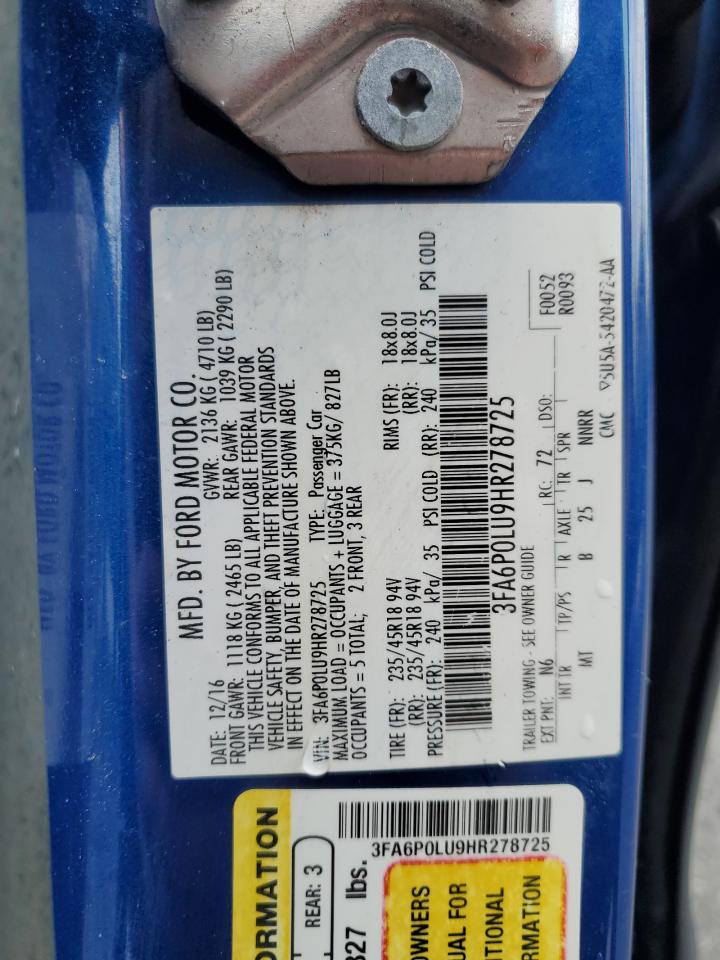 MFD. BY FORD MOTOR CO.
DATE: 12/16 GVWR: 2136 KG ( 4710 LB)
FRONT GAWR: 1118 KG ( 2465 LB) REAR GAWR: 1039 KG ( 2290 LB)
THIS VEHICLE CONFORMS TO ALL APPLICABLE FEDERAL MOTOR
VEHICLE SAFETY, BUMPER, AND THEFT PREVENTION STANDARDS
IN EFFECT ON THE DATE OF MANUFACTURE SHOWN ABOVE.
VIN: 3FA6P0LU9HR278725 TYPE: Passenger Car
MAXIMUM LOAD = OCCUPANTS + LUGGAGE = 375KG/ 827LB
OCCUPANTS = 5 TOTAL; 2 FRONT, 3 REAR
TIRE (FR): 235/45R18 94V RIMS (FR): 18x8.0J
(RR): 235/45R18 94V (RR): 18x8.0J
PRESSURE (FR): 240 kPa/ 35 PSI COLD (RR): 240 kPa/ 35 PSI COLD
3FA6P0LU9HR278725
TRAILER TOWING - SEE OWNER GUIDE
EXT PNT: N6 RC: 72 DSO: F0052
R0093
INT TR TP/PS R AXLE TR SPR
MT B 25 J NNRR
CMC 5U5A-5420472-AA
ORMATION
REAR: 3
827 lbs.
3FA6P0LU9HR278725
OWNERS
UAL FOR
ITIONAL
RMATION